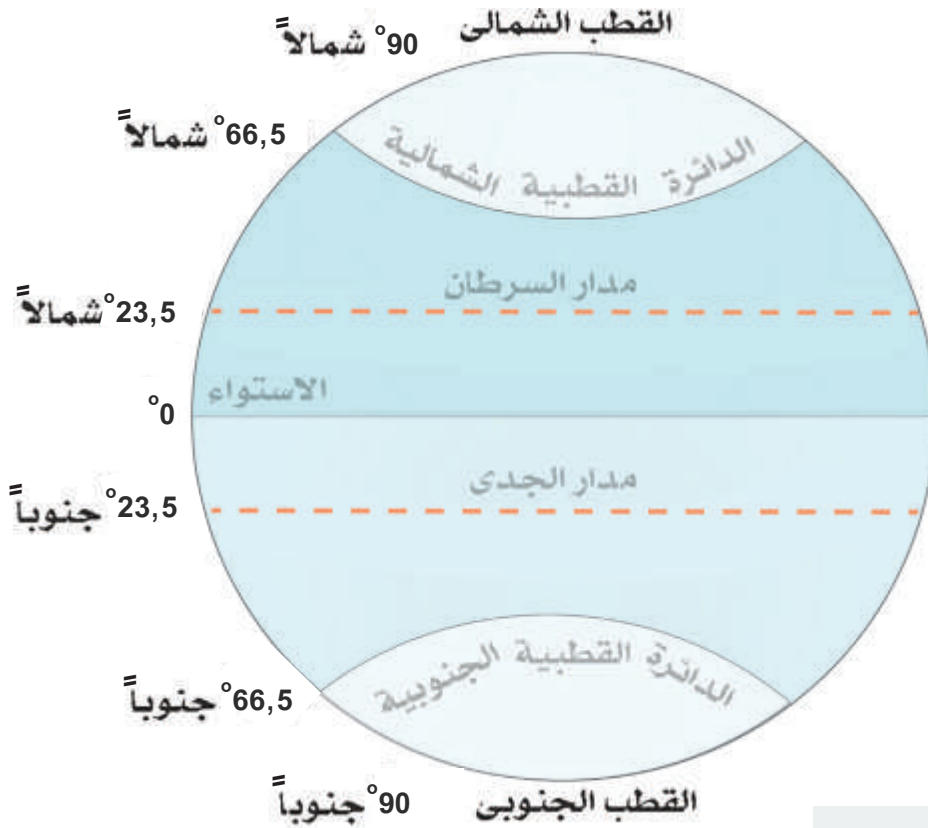 القطب الشمالى
90° شمالاً
66,5° شمالاً
الدائرة القطبية الشمالية
مدار السرطان
23,5° شمالاً
الاستواء
0°
مدار الجدى
23,5° جنوباً
الدائرة القطبية الجنوبية
66,5° جنوباً
القطب الجنوبى
90° جنوباً